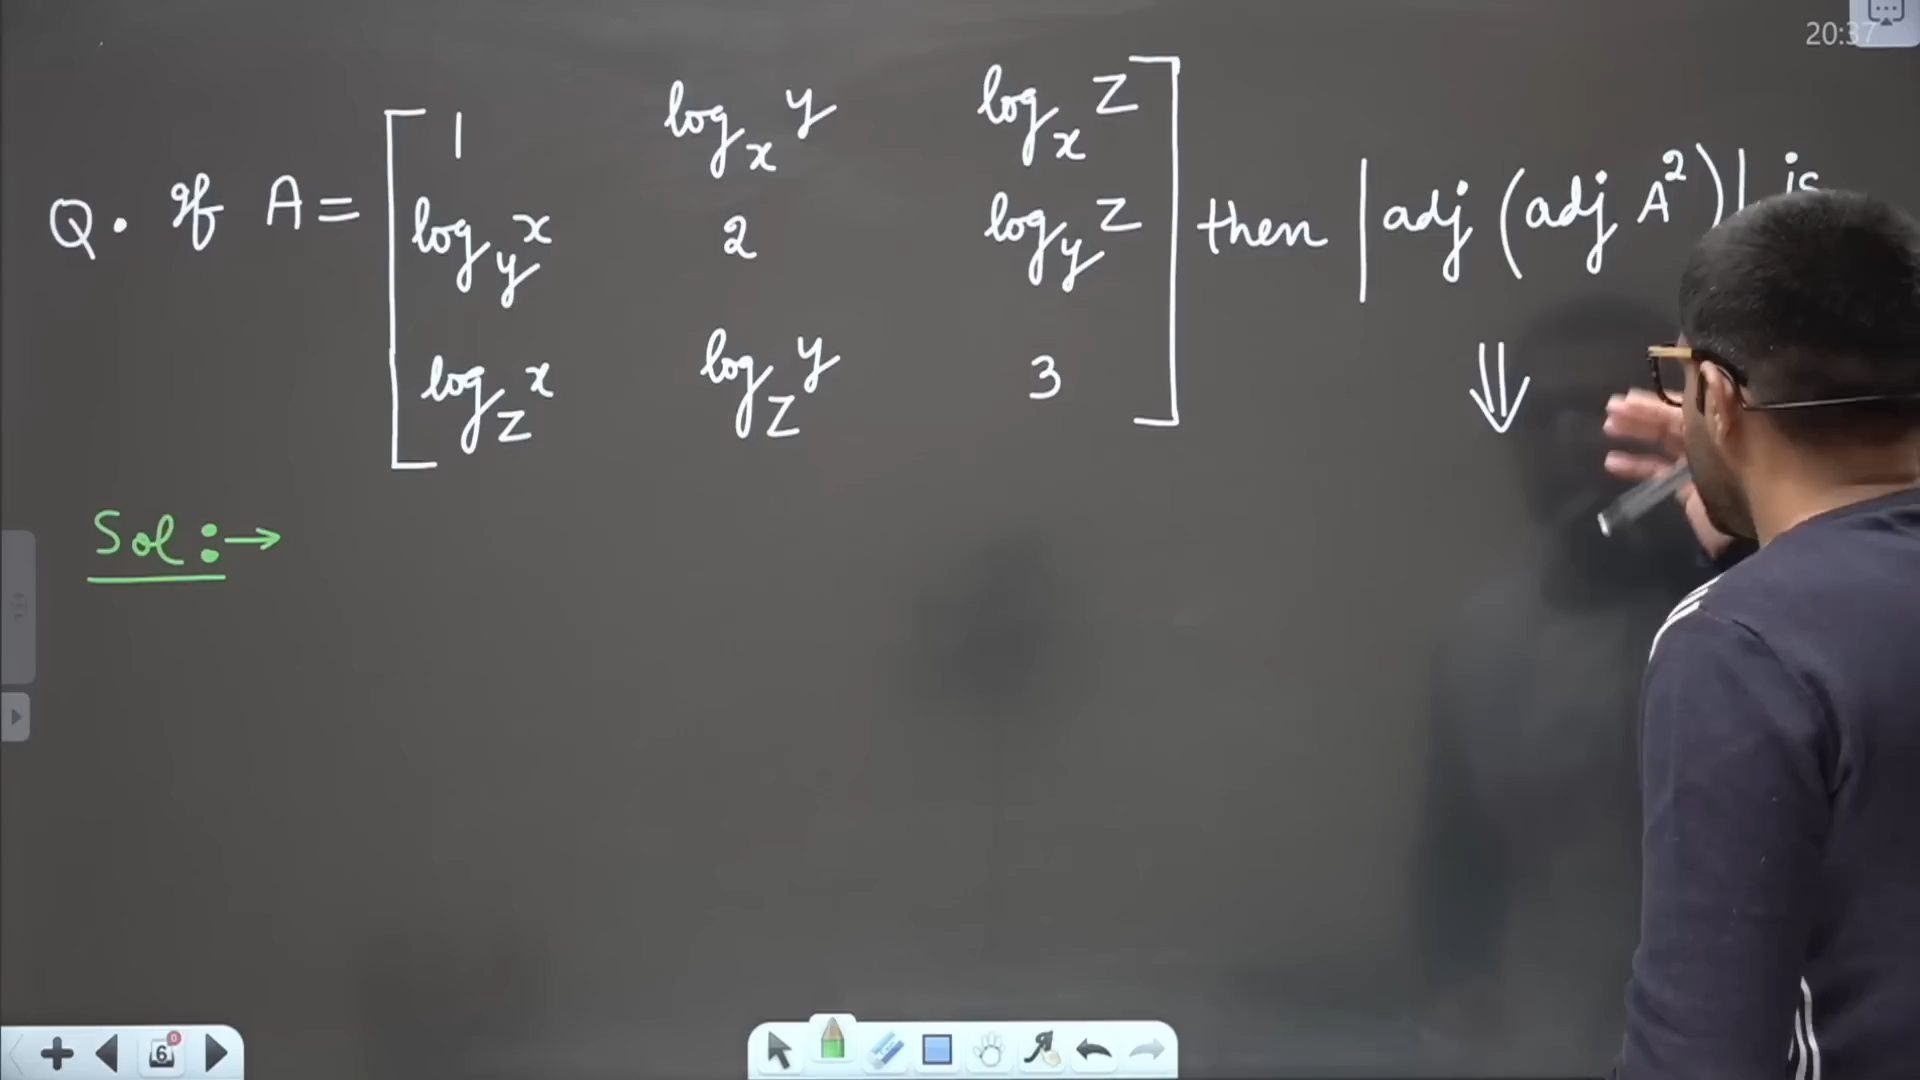 20:37
1 log_x y log_x z
Q. If A = log_y x 2 log_y z then |adj (adj A²)| is
log_z x log_z y 3
Sol :→
6